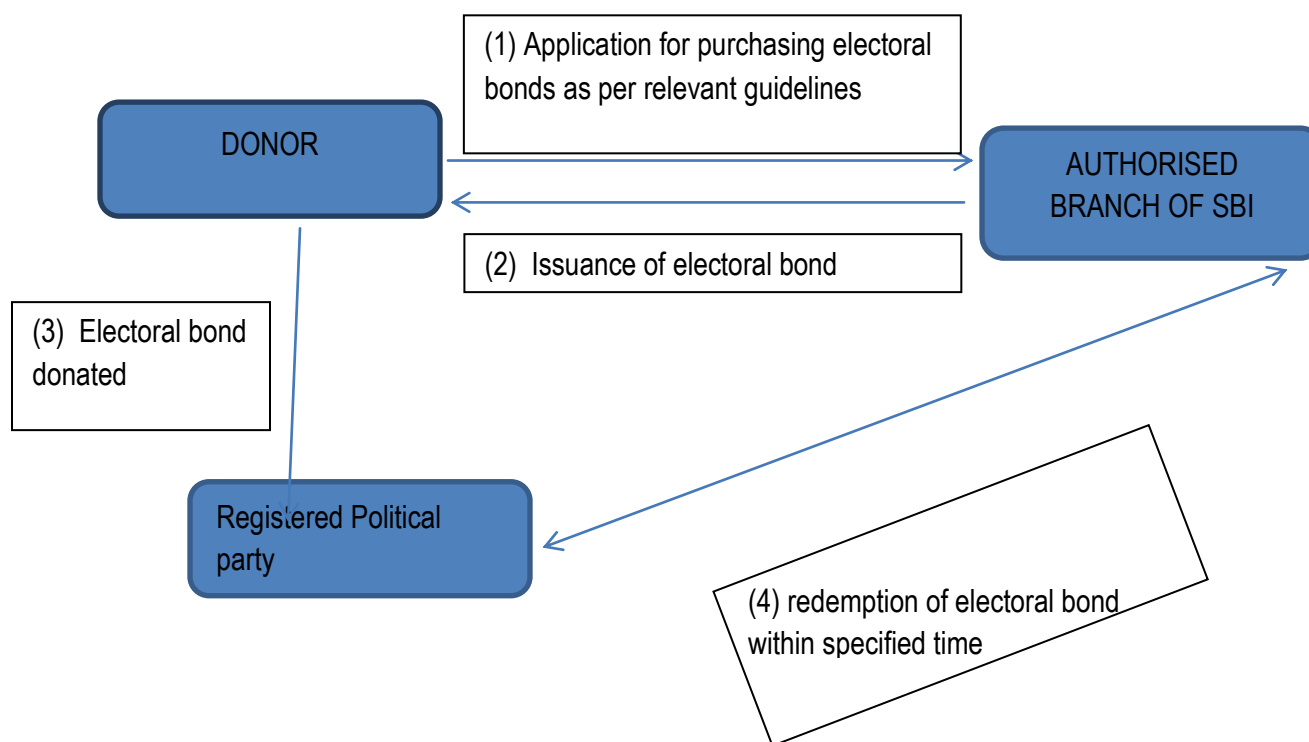 (1) Application for purchasing electoral
bonds as per relevant guidelines
DONOR
AUTHORISED
BRANCH OF SBI
(2) Issuance of electoral bond
(3) Electoral bond
donated
Registered Political
party
(4) redemption of electoral bond
within specified time